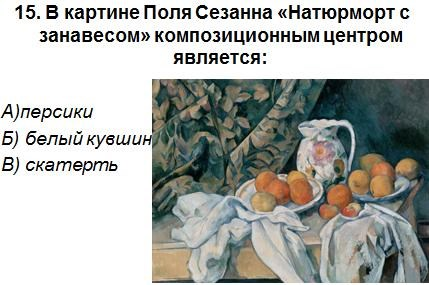 15. В картине Поля Сезанна «Натюрморт с
занавесом» композиционным центром
является:
А)персики
Б) белый кувшин
В) скатерть